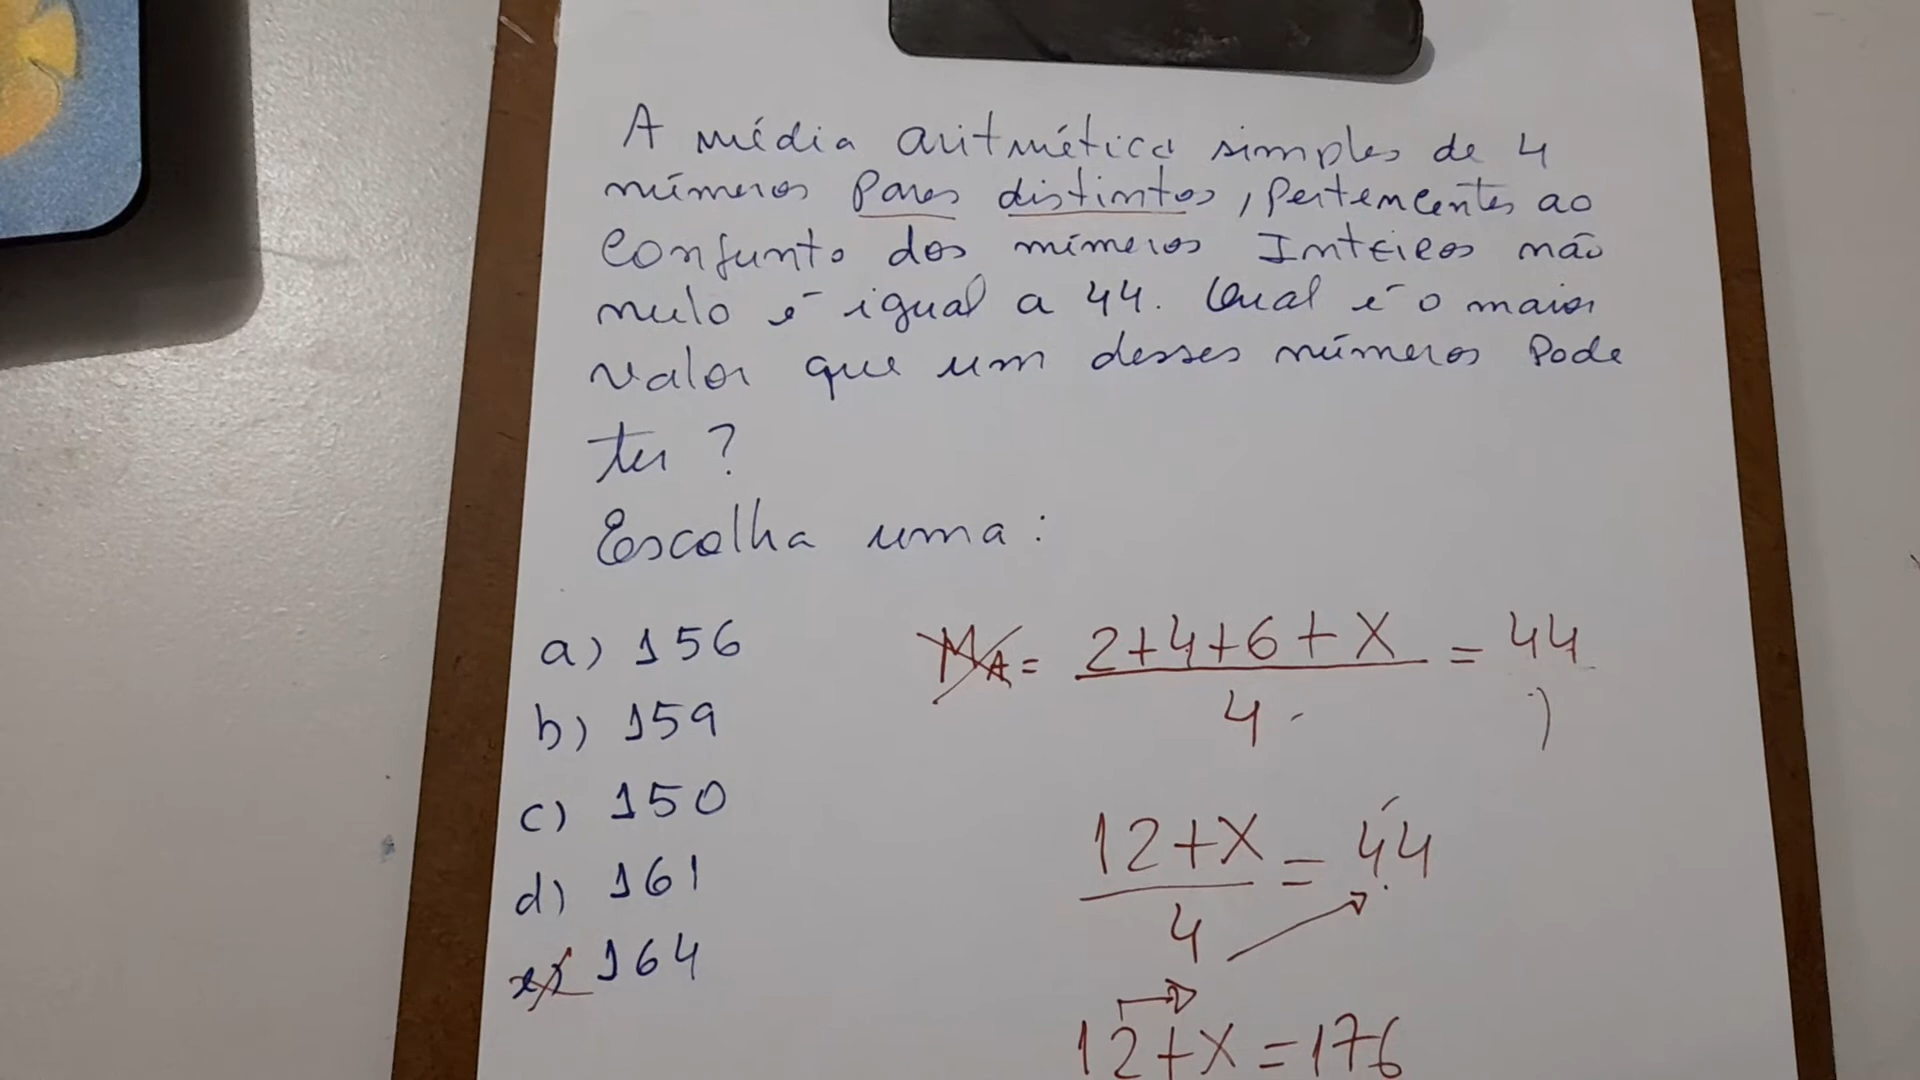 A média aritmética simples de 4
números Pares distintos, Pertencentes ao
Conjunto dos números Inteiros não
nulo é igual a 44. Qual é o maior
valor que um desses números Pode
ter?
Escolha uma:
a) 156
b) 159
c) 150
d) 161
e) 164
MA = 2+4+6+X = 44
4
12+X = 44
4
12+X=176